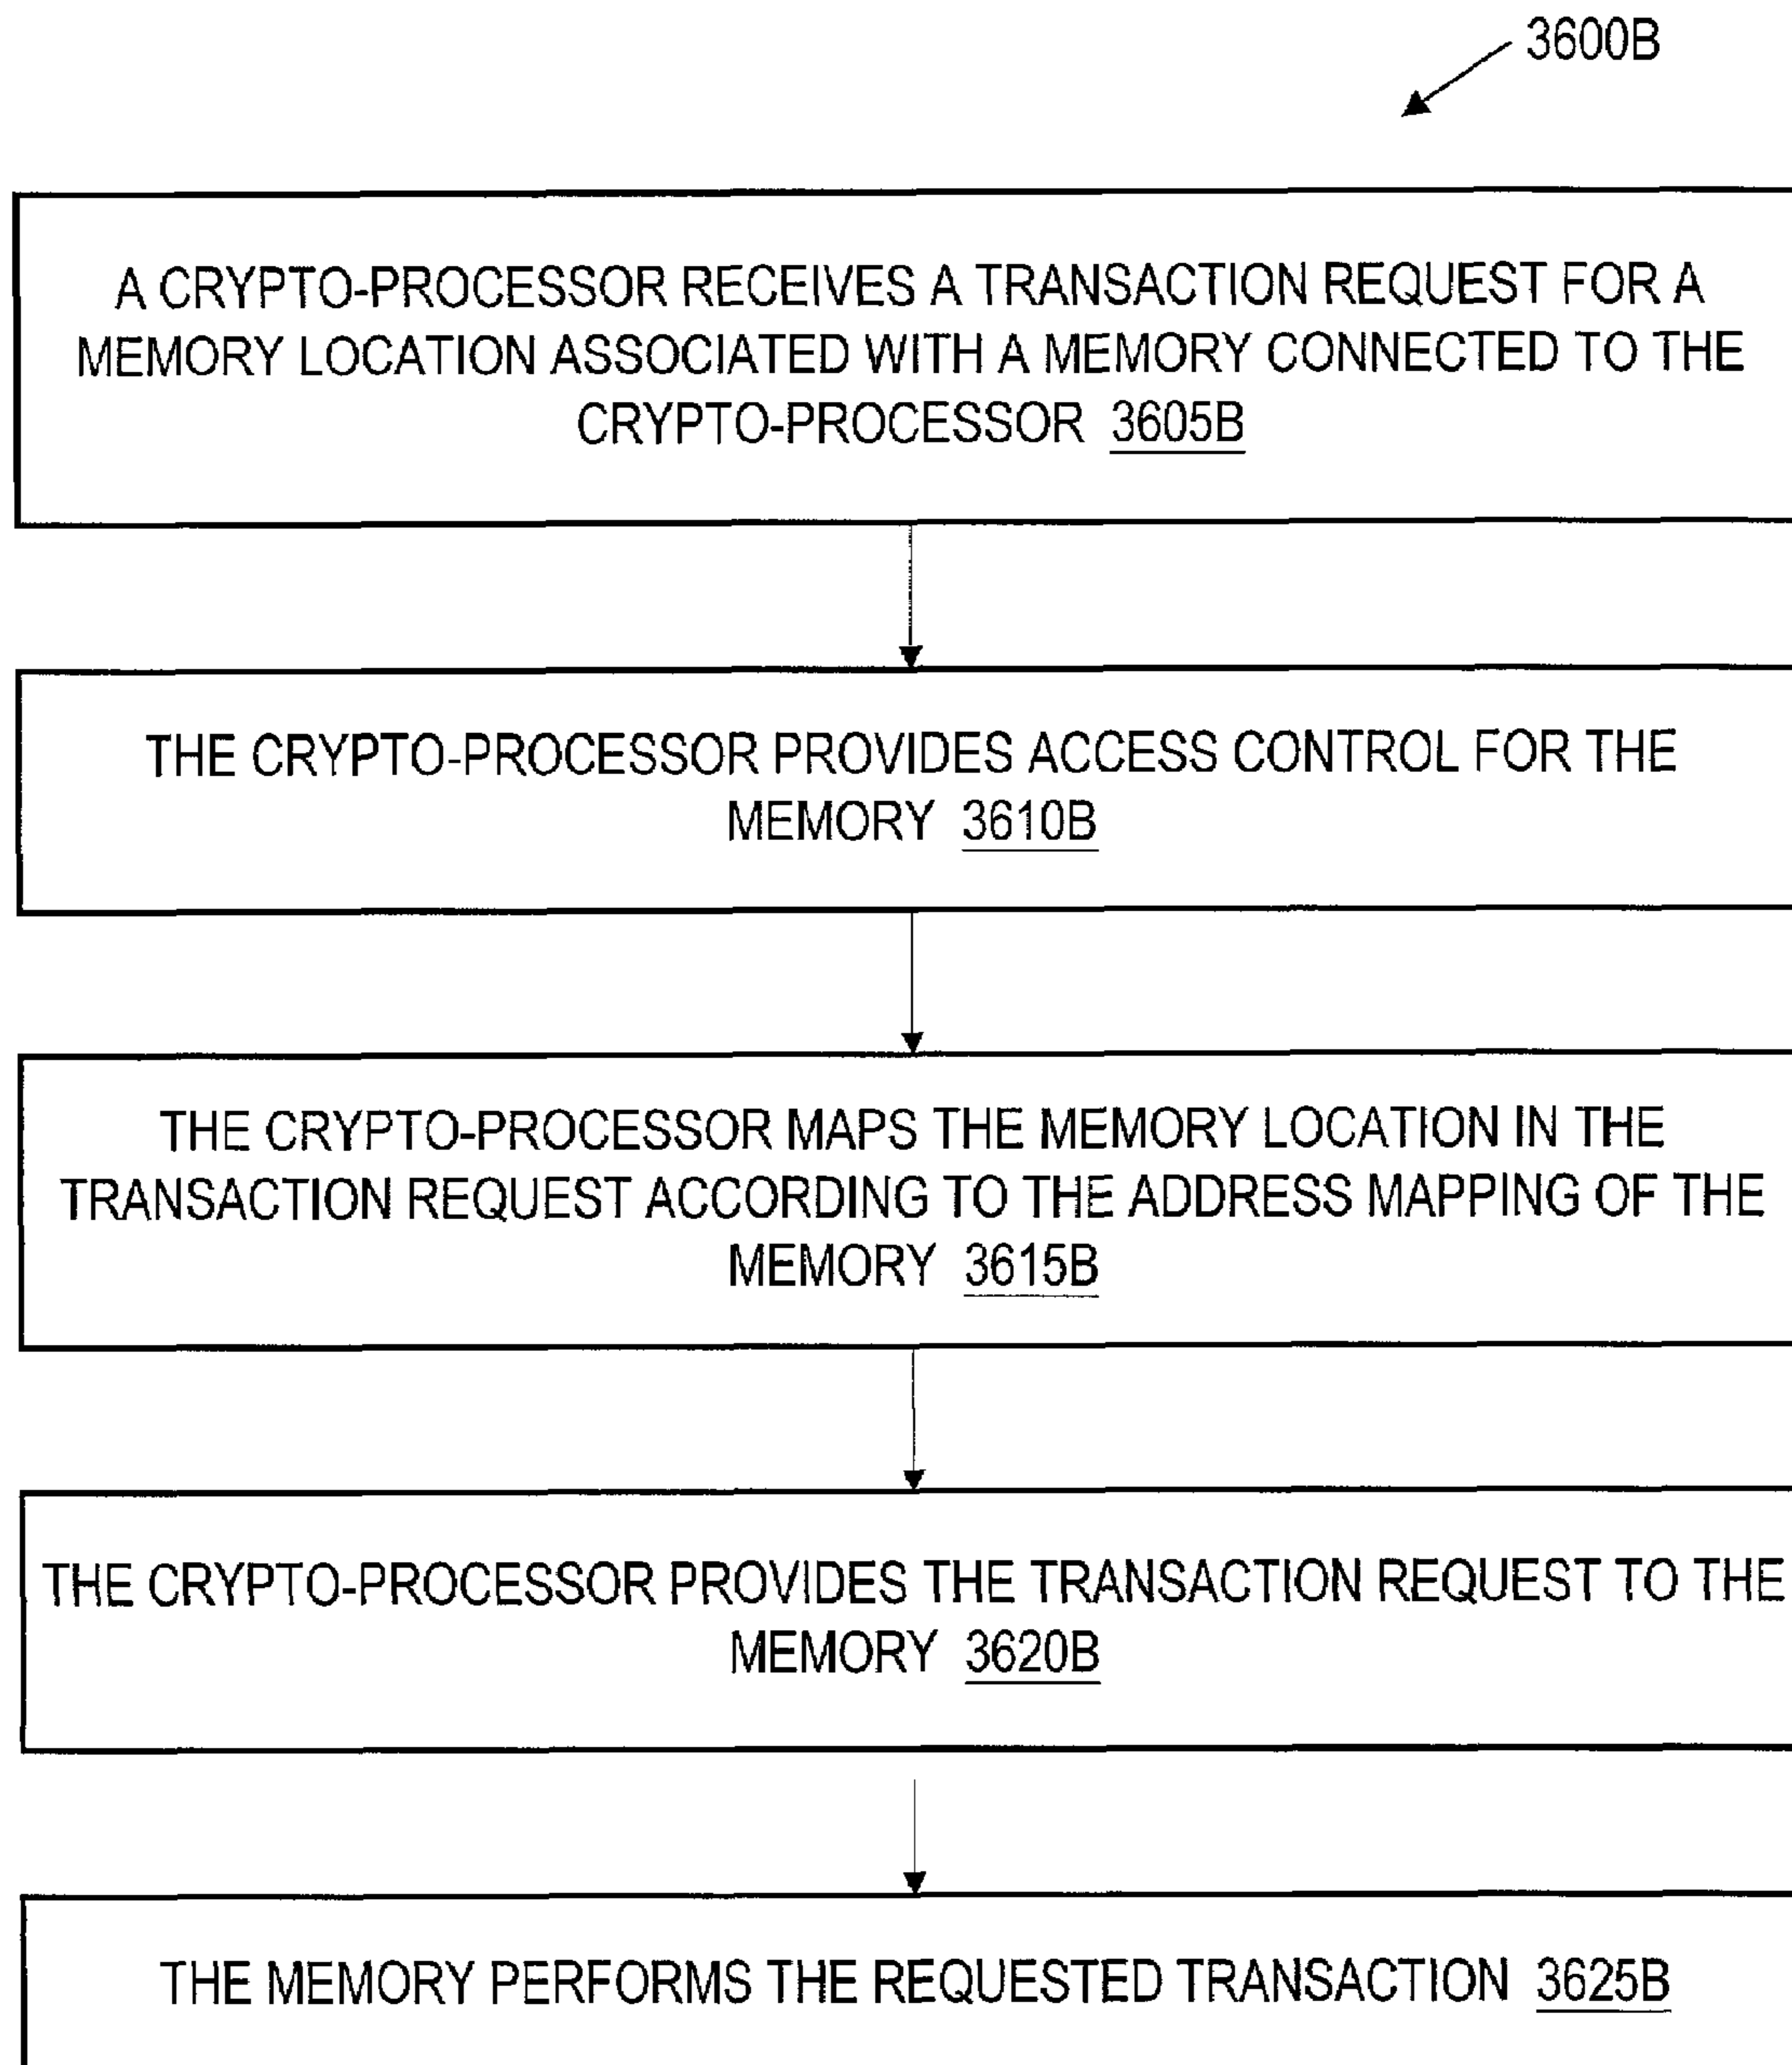 3600B
A CRYPTO-PROCESSOR RECEIVES A TRANSACTION REQUEST FOR A
MEMORY LOCATION ASSOCIATED WITH A MEMORY CONNECTED TO THE
CRYPTO-PROCESSOR 3605B
THE CRYPTO-PROCESSOR PROVIDES ACCESS CONTROL FOR THE
MEMORY 3610B
THE CRYPTO-PROCESSOR MAPS THE MEMORY LOCATION IN THE
TRANSACTION REQUEST ACCORDING TO THE ADDRESS MAPPING OF THE
MEMORY 3615B
THE CRYPTO-PROCESSOR PROVIDES THE TRANSACTION REQUEST TO THE
MEMORY 3620B
THE MEMORY PERFORMS THE REQUESTED TRANSACTION 3625B